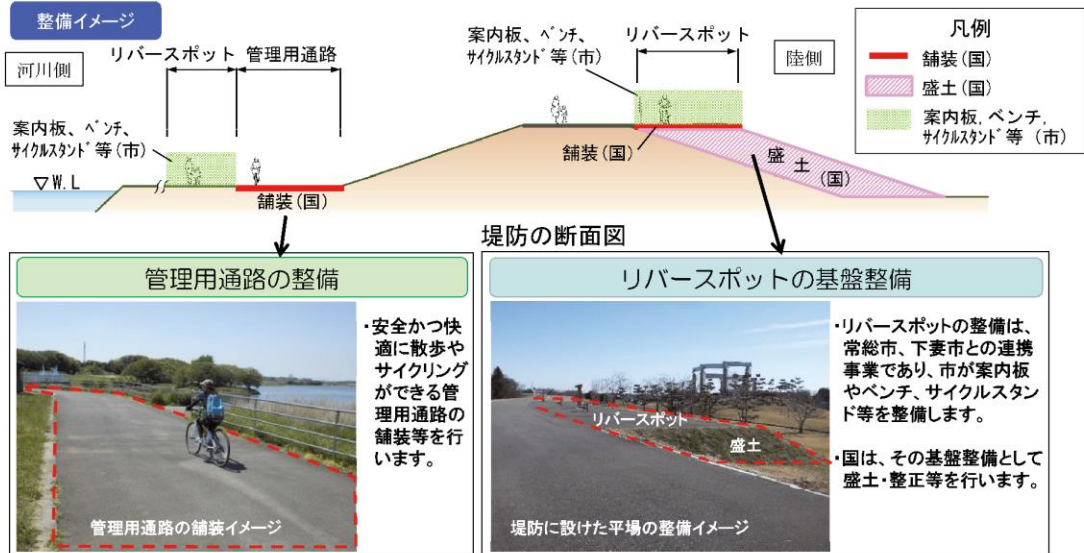 整備イメージ
河川側
リバースポット
管理用通路
案内板、ベンチ、
サイクルスタンド等(市)
▽W.L
舗装(国)
案内板、ベンチ、
サイクルスタンド等(市)
リバースポット
陸側
舗装(国)
盛土
(国)
凡例
舗装(国)
盛土(国)
案内板,ベンチ,
サイクルスタンド等(市)
堤防の断面図
管理用通路の整備
・安全かつ快
適に散歩や
サイクリング
ができる管
理用通路の
舗装等を行
います。
管理用通路の舗装イメージ
リバースポットの基盤整備
リバースポット
盛土
堤防に設けた平場の整備イメージ
・リバースポットの整備は、
常総市、下妻市との連携
事業であり、市が案内板
やベンチ、サイクルスタン
ド等を整備します。
・国は、その基盤整備として
盛土・整正等を行います。